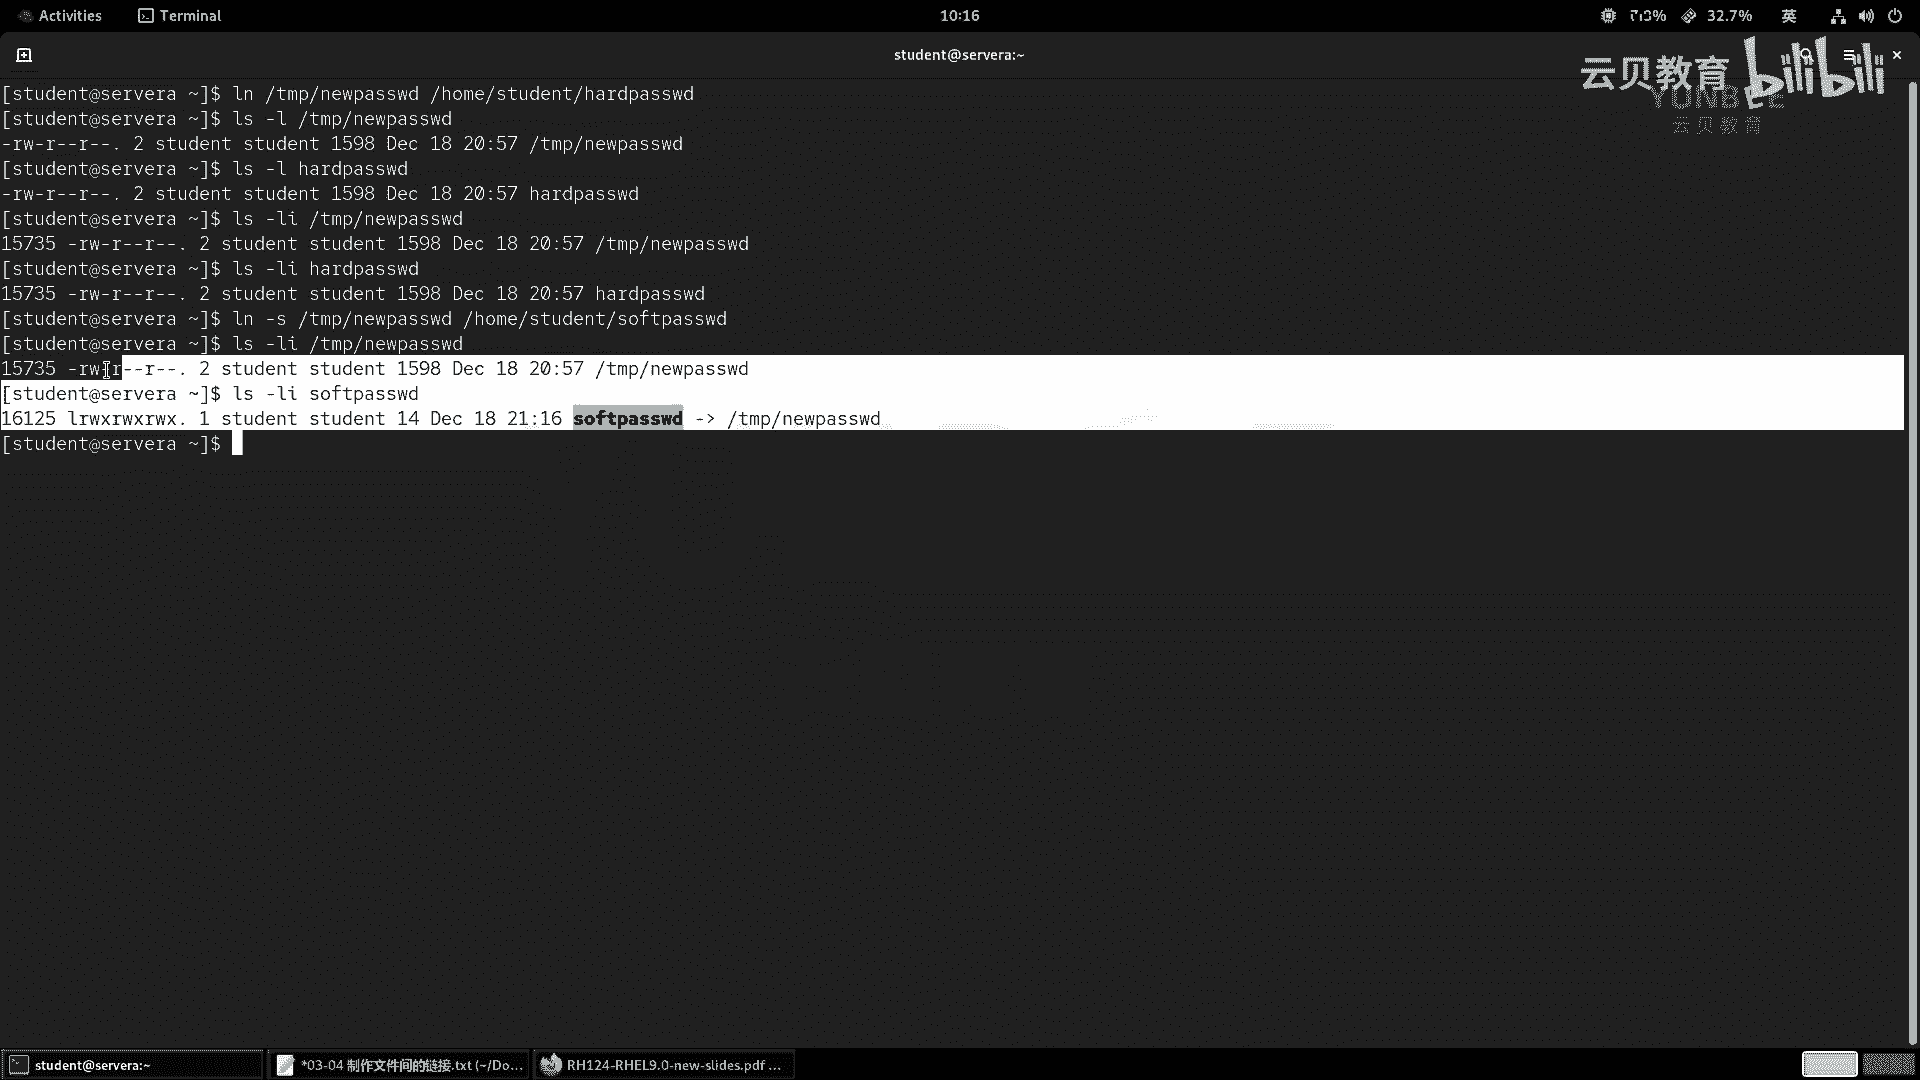 Activities
Terminal
10:16
32.7%
英
student@servera:~
云贝教育
bilibili
YUNBEE
云贝教育
[student@servera ~]$ ln /tmp/newpasswd /home/student/hardpasswd
[student@servera ~]$ ls -l /tmp/newpasswd
-rw-r--r--. 2 student student 1598 Dec 18 20:57 /tmp/newpasswd
[student@servera ~]$ ls -l hardpasswd
-rw-r--r--. 2 student student 1598 Dec 18 20:57 hardpasswd
[student@servera ~]$ ls -li /tmp/newpasswd
15735 -rw-r--r--. 2 student student 1598 Dec 18 20:57 /tmp/newpasswd
[student@servera ~]$ ls -li hardpasswd
15735 -rw-r--r--. 2 student student 1598 Dec 18 20:57 hardpasswd
[student@servera ~]$ ln -s /tmp/newpasswd /home/student/softpasswd
[student@servera ~]$ ls -li /tmp/newpasswd
15735 -rw-r--r--. 2 student student 1598 Dec 18 20:57 /tmp/newpasswd
[student@servera ~]$ ls -li softpasswd
16125 lrwxrwxrwx. 1 student student 14 Dec 18 21:16 softpasswd -> /tmp/newpasswd
[student@servera ~]$
student@servera:~
*03-04 制作文件间的链接.txt (~/Do...
RH124-RHEL9.0-new-slides.pdf ...